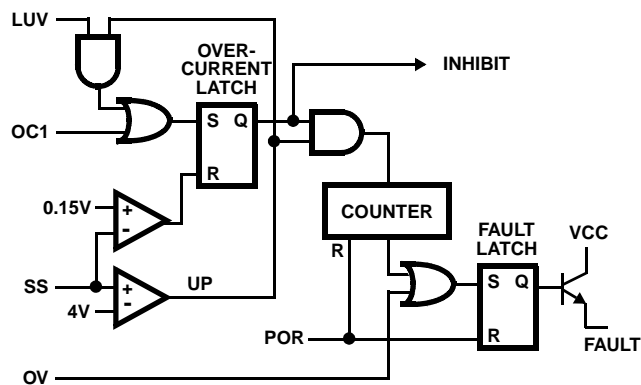 LUV
OVER-
CURRENT
LATCH
INHIBIT
S Q
OC1
R
0.15V
+
-
COUNTER
FAULT
LATCH
VCC
R
SS
+
-
UP
4V
S Q
POR
R
FAULT
OV